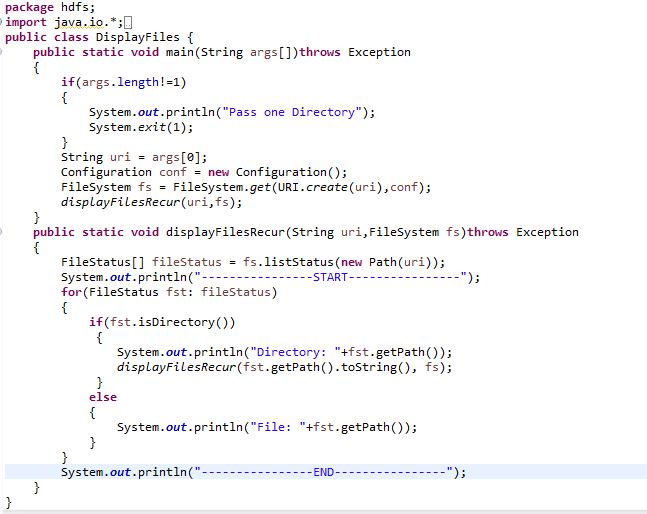 package hdfs;
import java.io.*;
public class DisplayFiles {
    public static void main(String args[])throws Exception
    {
        if(args.length!=1)
        {
            System.out.println("Pass one Directory");
            System.exit(1);
        }
        String uri = args[0];
        Configuration conf = new Configuration();
        FileSystem fs = FileSystem.get(URI.create(uri),conf);
        displayFilesRecur(uri,fs);
    }
    public static void displayFilesRecur(String uri,FileSystem fs)throws Exception
    {
        FileStatus[] fileStatus = fs.listStatus(new Path(uri));
        System.out.println("----------------START----------------");
        for(FileStatus fst: fileStatus)
        {
            if(fst.isDirectory())
             {
                System.out.println("Directory: "+fst.getPath());
                displayFilesRecur(fst.getPath().toString(), fs);
             }
            else
            {
                System.out.println("File: "+fst.getPath());
            }
        }
        System.out.println("----------------END----------------");
    }
}